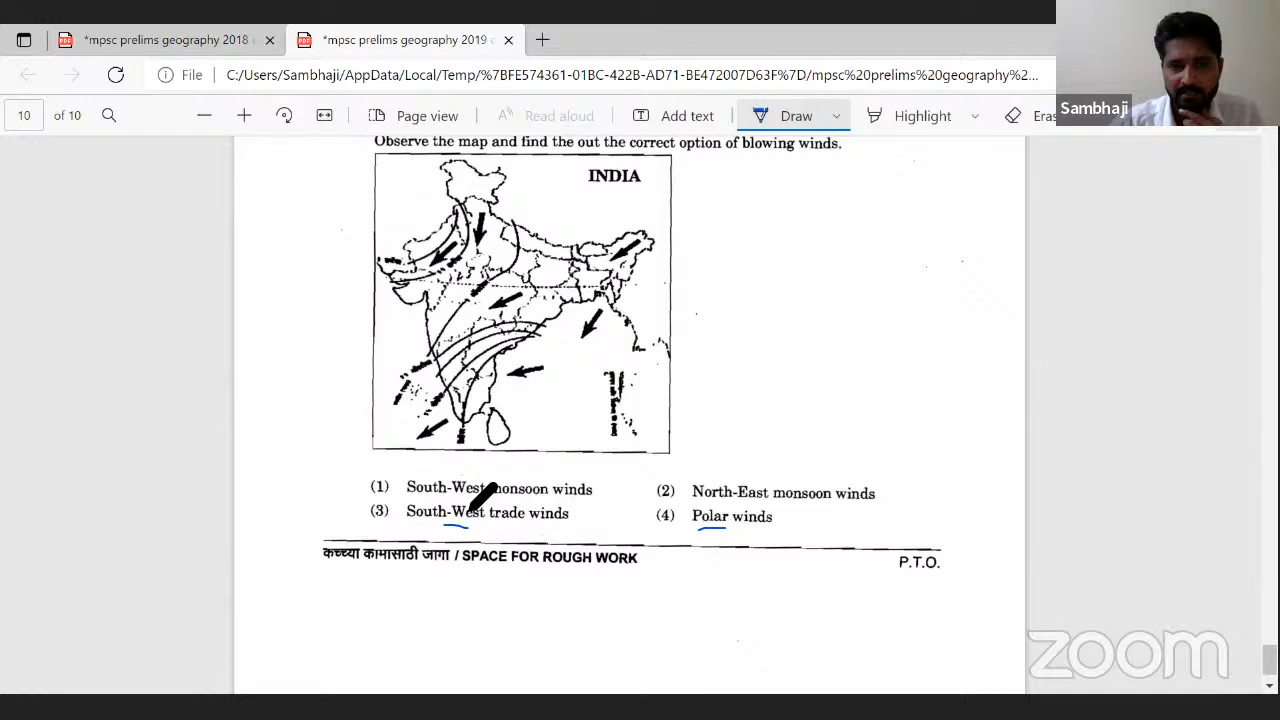 *mpsc prelims geography 2018
*mpsc prelims geography 2019
File
C:/Users/Sambhaji/AppData/Local/Temp/%7BFE574361-01BC-422B-AD71-BE472007D63F%7D/mpsc%20prelims%20geography%2...
10 of 10
Page view
Read aloud
Add text
Draw
Highlight
Eras
Sambhaji
Observe the map and find the out the correct option of blowing winds.
INDIA
(1) South-West monsoon winds
(2) North-East monsoon winds
(3) South-West trade winds
(4) Polar winds
कच्च्या कामासाठी जागा / SPACE FOR ROUGH WORK
P.T.O.
zoom